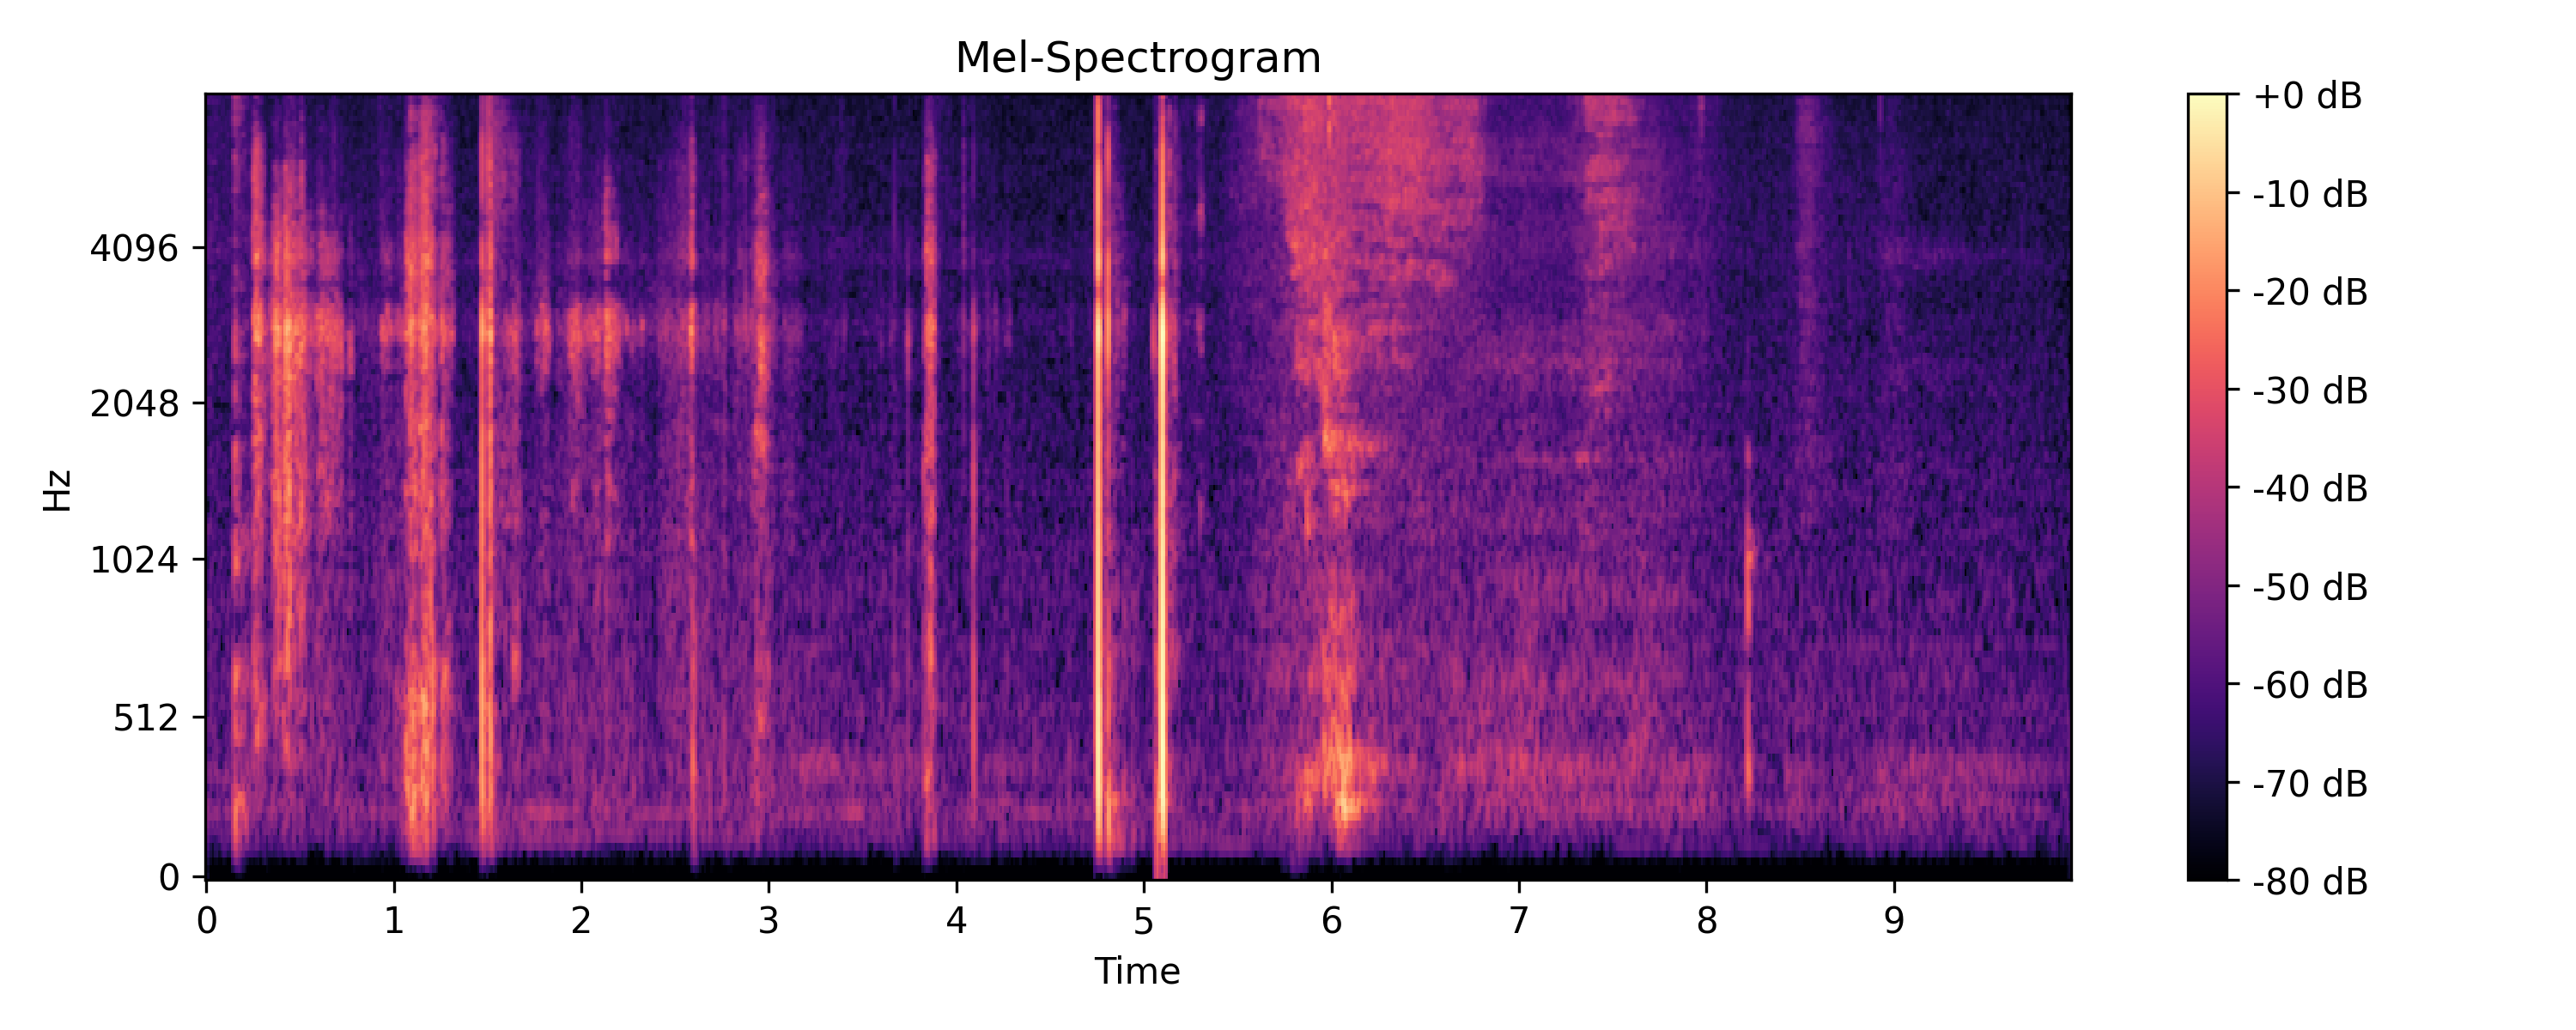 Mel-Spectrogram
Hz
4096
2048
1024
512
0
0 1 2 3 4 5 6 7 8 9
Time
+0 dB
-10 dB
-20 dB
-30 dB
-40 dB
-50 dB
-60 dB
-70 dB
-80 dB